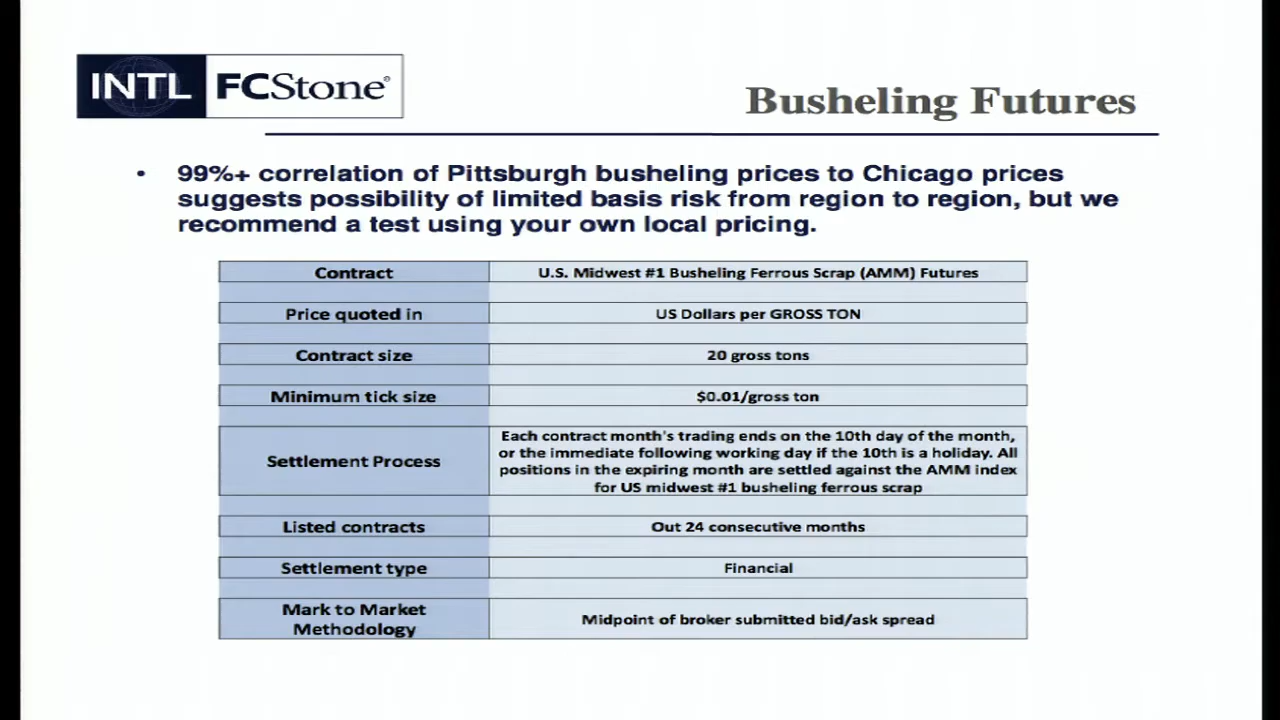 INTL FCStone®
Busheling Futures
• 99%+ correlation of Pittsburgh busheling prices to Chicago prices
suggests possibility of limited basis risk from region to region, but we
recommend a test using your own local pricing.
Contract U.S. Midwest #1 Busheling Ferrous Scrap (AMM) Futures
Price quoted in US Dollars per GROSS TON
Contract size 20 gross tons
Minimum tick size $0.01/gross ton
Settlement Process
Each contract month's trading ends on the 10th day of the month,
or the immediate following working day if the 10th is a holiday. All
positions in the expiring month are settled against the AMM index
for US midwest #1 busheling ferrous scrap
Listed contracts Out 24 consecutive months
Settlement type Financial
Mark to Market
Methodology
Midpoint of broker submitted bid/ask spread